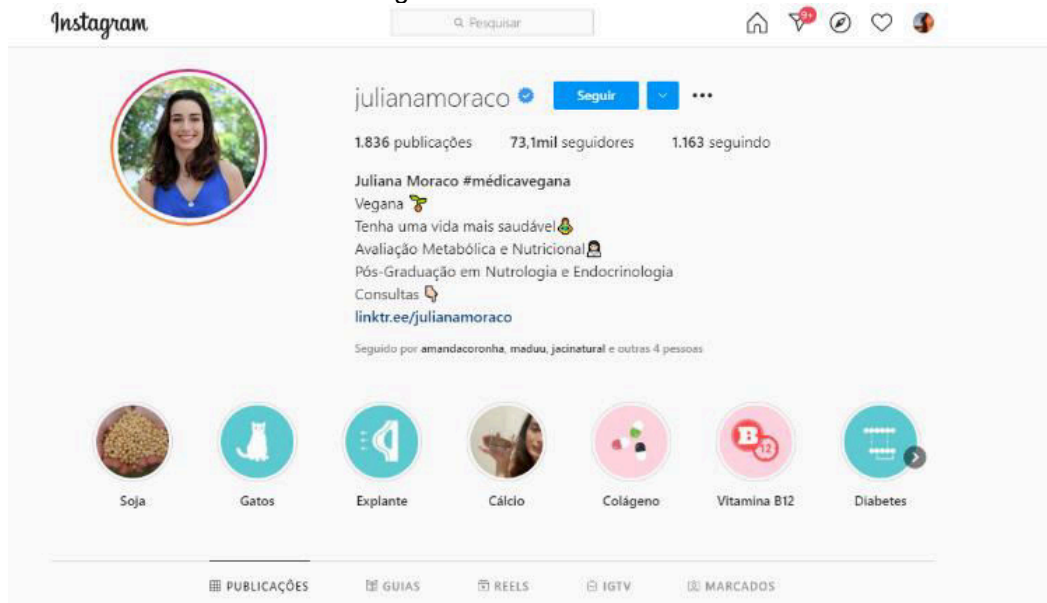 Instagram
Pesquisar
9+
julianamoraco Seguir
1.836 publicações 73,1mil seguidores 1.163 seguindo
Juliana Moraco #médicavegana
Vegana
Tenha uma vida mais saudável
Avaliação Metabólica e Nutricional
Pós-Graduação em Nutrologia e Endocrinologia
Consultas
linktr.ee/julianamoraco
Seguido por amandacoronha, maduu, jacinatural e outras 4 pessoas
B
12
Soja Gatos Explante Cálcio Colágeno Vitamina B12 Diabetes
PUBLICAÇÕES GUIAS REELS IGTV MARCADOS